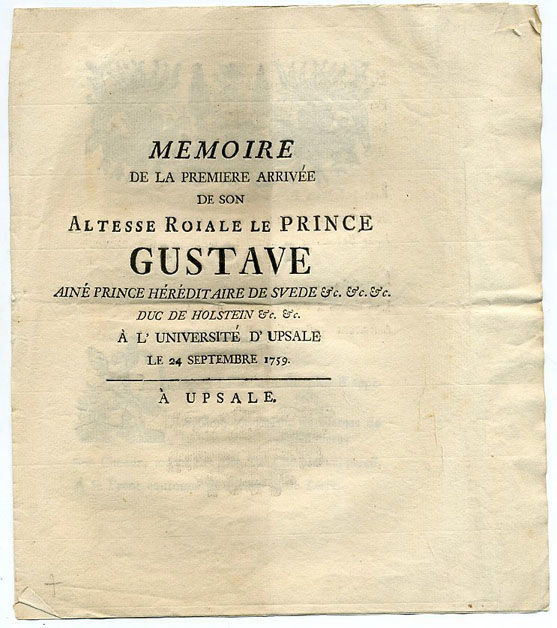 MEMOIRE
DE LA PREMIERE ARRIVÉE
DE SON
ALTESSE ROIALE LE PRINCE
GUSTAVE
AINÉ PRINCE HÉRÉDITAIRE DE SVEDE &c. &c. &c.
DUC DE HOLSTEIN &c. &c.
À L' UNIVERSITÉ D' UPSALE
LE 24 SEPTEMBRE 1759.
À UPSALE.